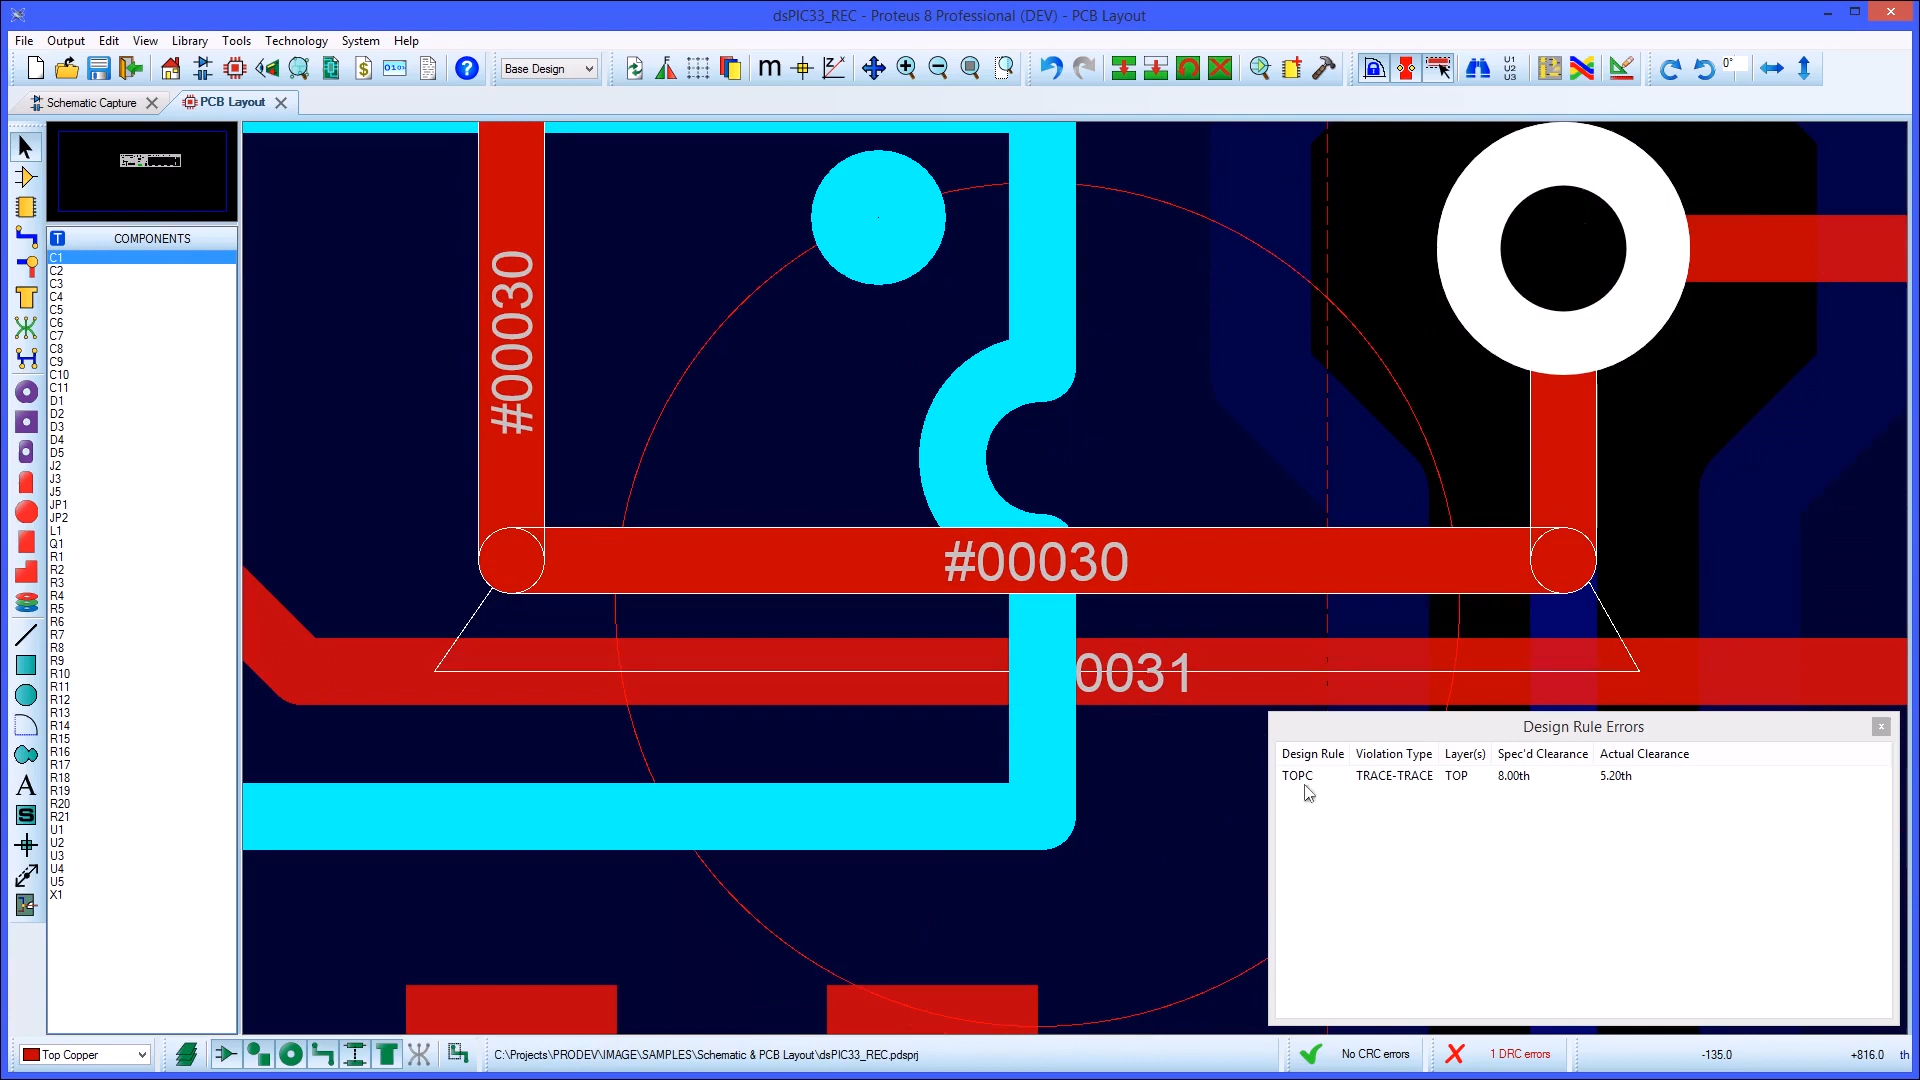 dsPIC33_REC - Proteus 8 Professional (DEV) - PCB Layout
File Output Edit View Library Tools Technology System Help
Base Design
m
U1
U2
U3
0°
Schematic Capture
PCB Layout
T COMPONENTS
C1
C2
C3
C4
C5
C6
C7
C8
C9
C10
C11
D1
D2
D3
D4
D5
J2
J3
J5
JP1
JP2
L1
Q1
R1
R2
R3
R4
R5
R6
R7
R8
R9
R10
R11
R12
R13
R14
R15
R16
R17
R18
R19
R20
R21
U1
U2
U3
U4
U5
X1
#00030
#00030
0031
Design Rule Errors
Design Rule Violation Type Layer(s) Spec'd Clearance Actual Clearance
TOPC TRACE-TRACE TOP 8.00th 5.20th
Top Copper
C:\Projects\PRODEV\IMAGE\SAMPLES\Schematic & PCB Layout\dsPIC33_REC.pdsprj
No CRC errors
1 DRC errors
-135.0
+816.0 th